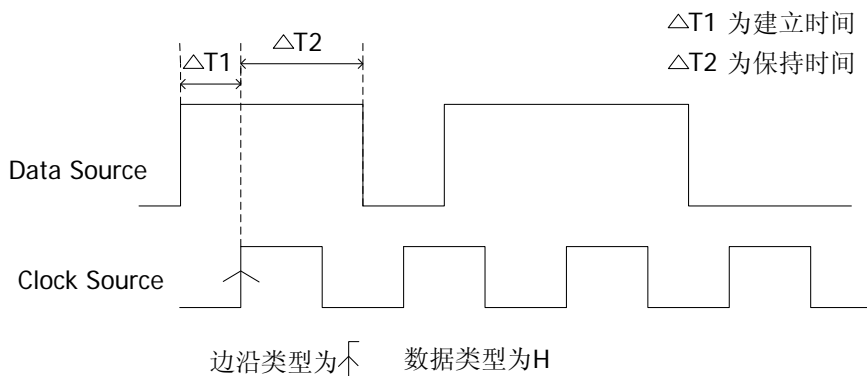 △T1 为建立时间
△T2 为保持时间
△T2
△T1
Data Source
Clock Source
边沿类型为 数据类型为H